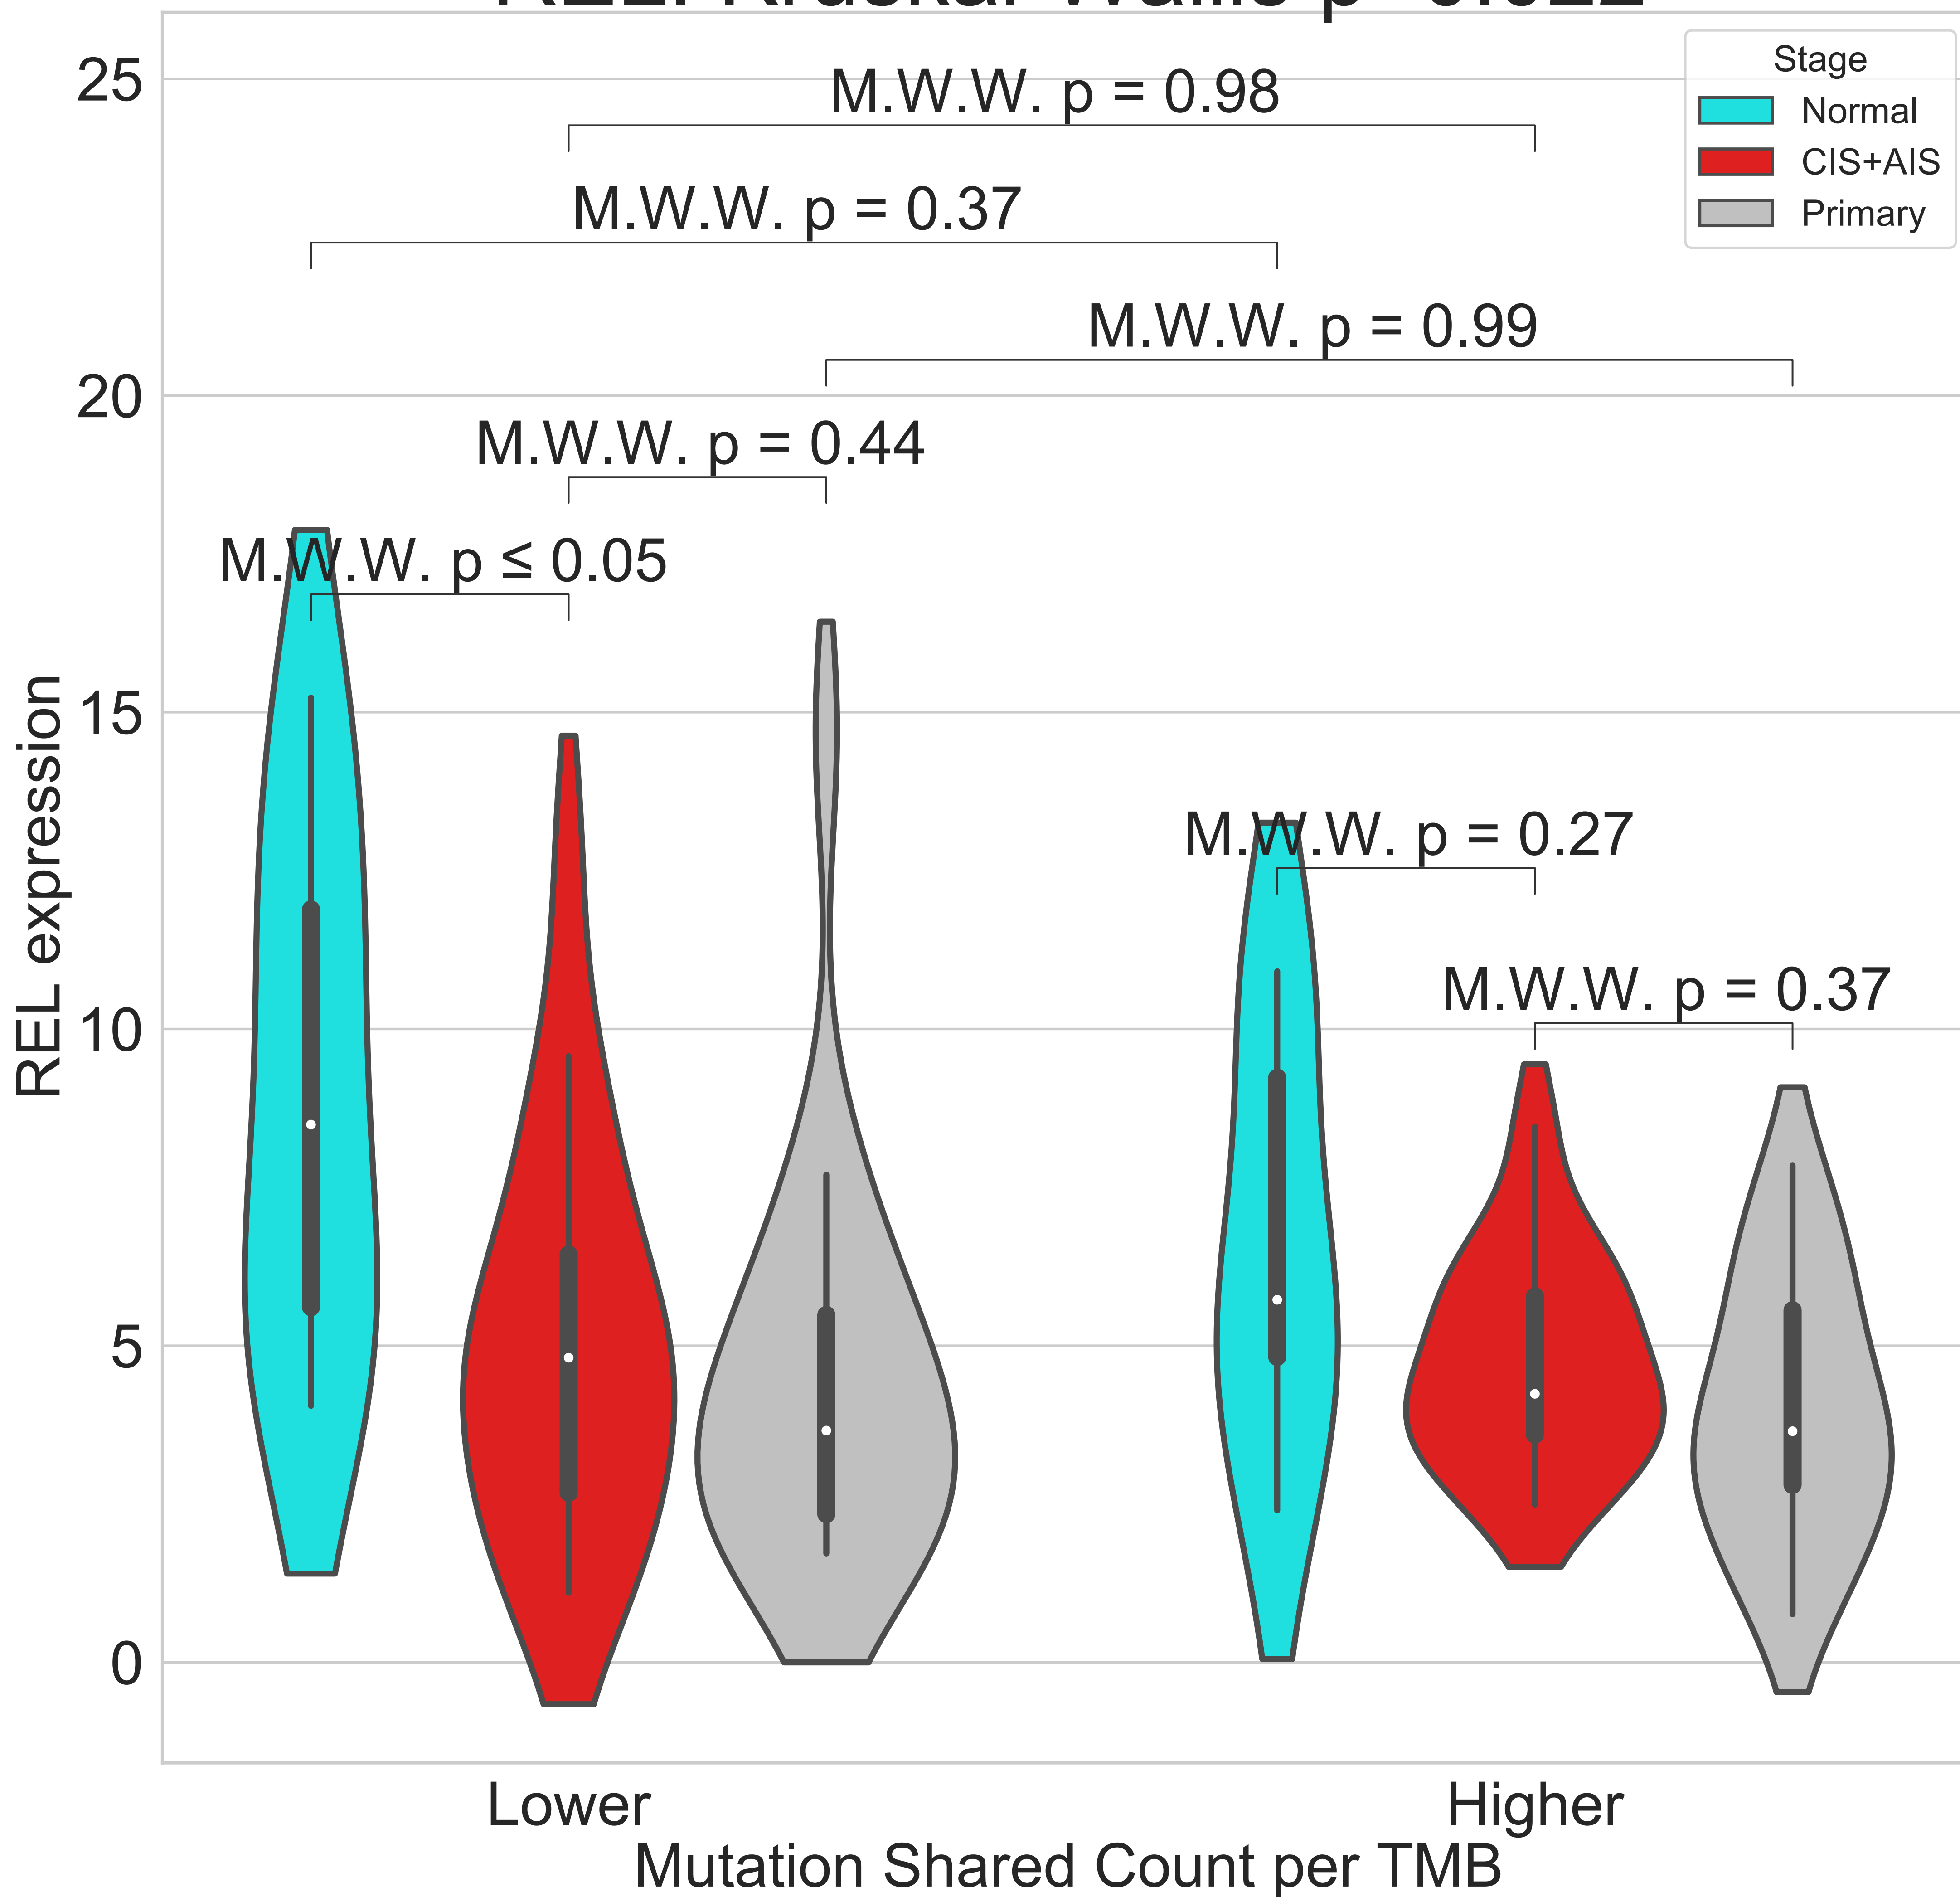 25
M.W.W. p = 0.98
Stage
Normal
CIS+AIS
Primary
M.W.W. p = 0.37
M.W.W. p = 0.99
20
M.W.W. p = 0.44
M.W.W. p ≤ 0.05
15
M.W.W. p = 0.27
REL expression
10
M.W.W. p = 0.37
5
0
Lower
Higher
Mutation Shared Count per TMB